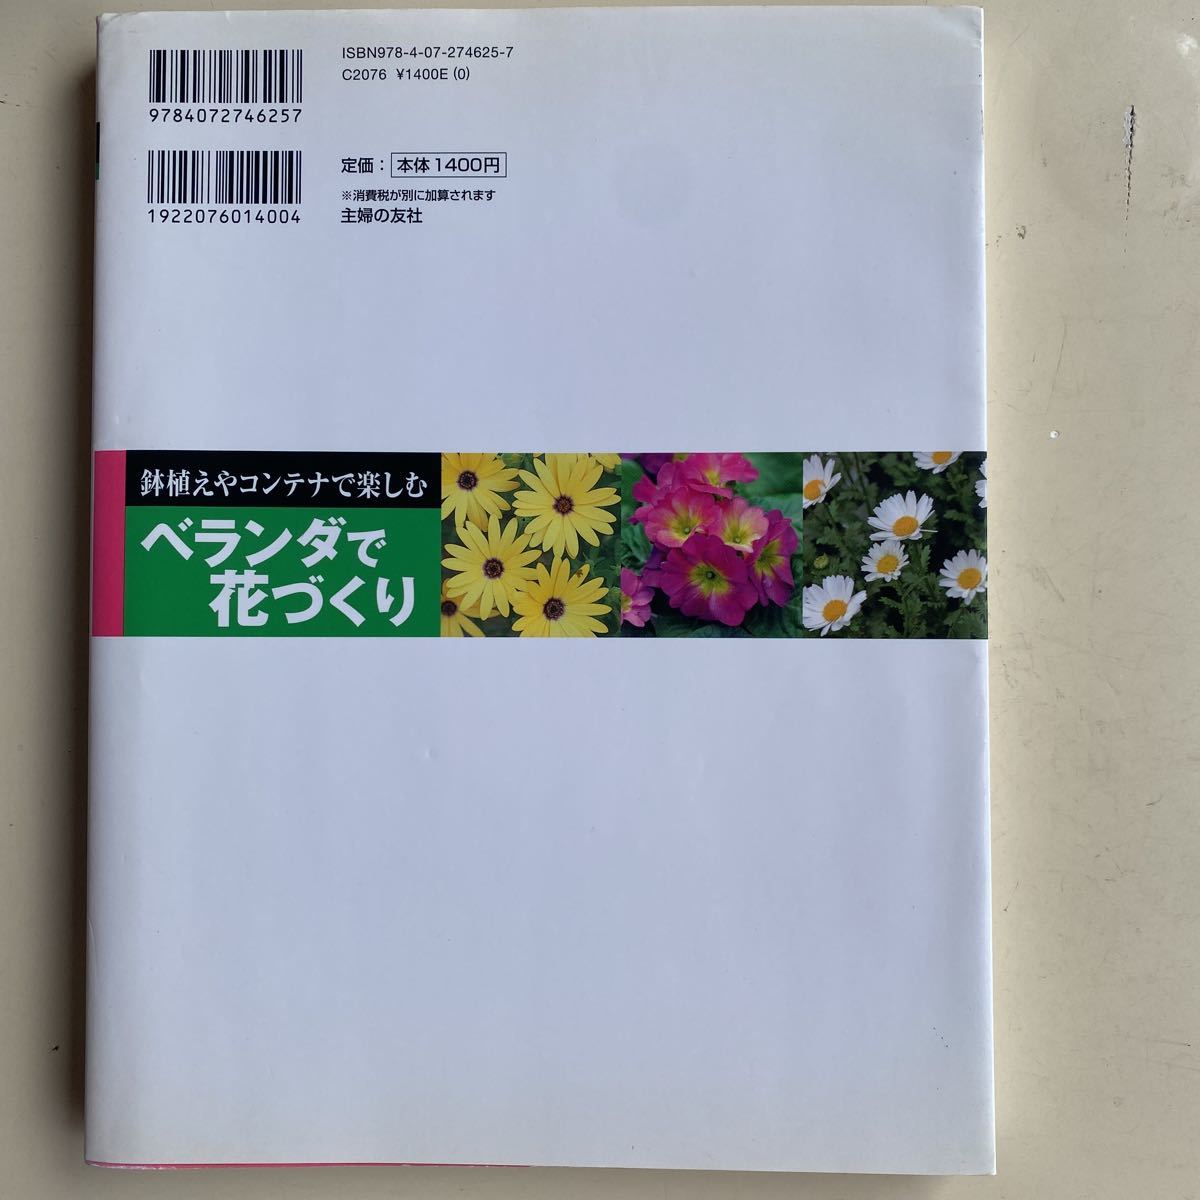 ISBN978-4-07-274625-7
C2076 ¥1400E (0)
9784072746257
定価：本体1400円
※消費税が別に加算されます
1922076014004
主婦の友社
鉢植えやコンテナで楽しむ
ベランダで
花づくり